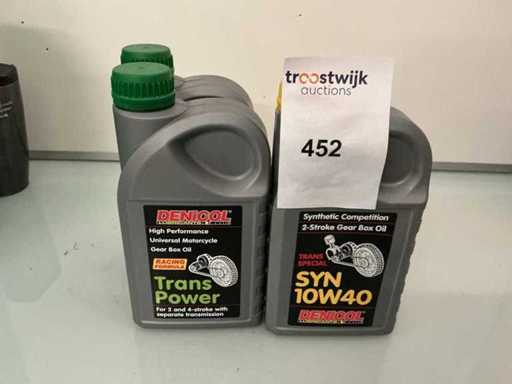 troostwijk
auctions
452
DENICOL
High Performance
Universal Motorcycle
Gear Box Oil
RACING
FORMULA
Trans
Power
For 2 and 4-stroke with
separate transmission
Synthetic Competition
2-Stroke Gear Box Oil
TRANS
SPECIAL
SYN
10W40
DENICOL